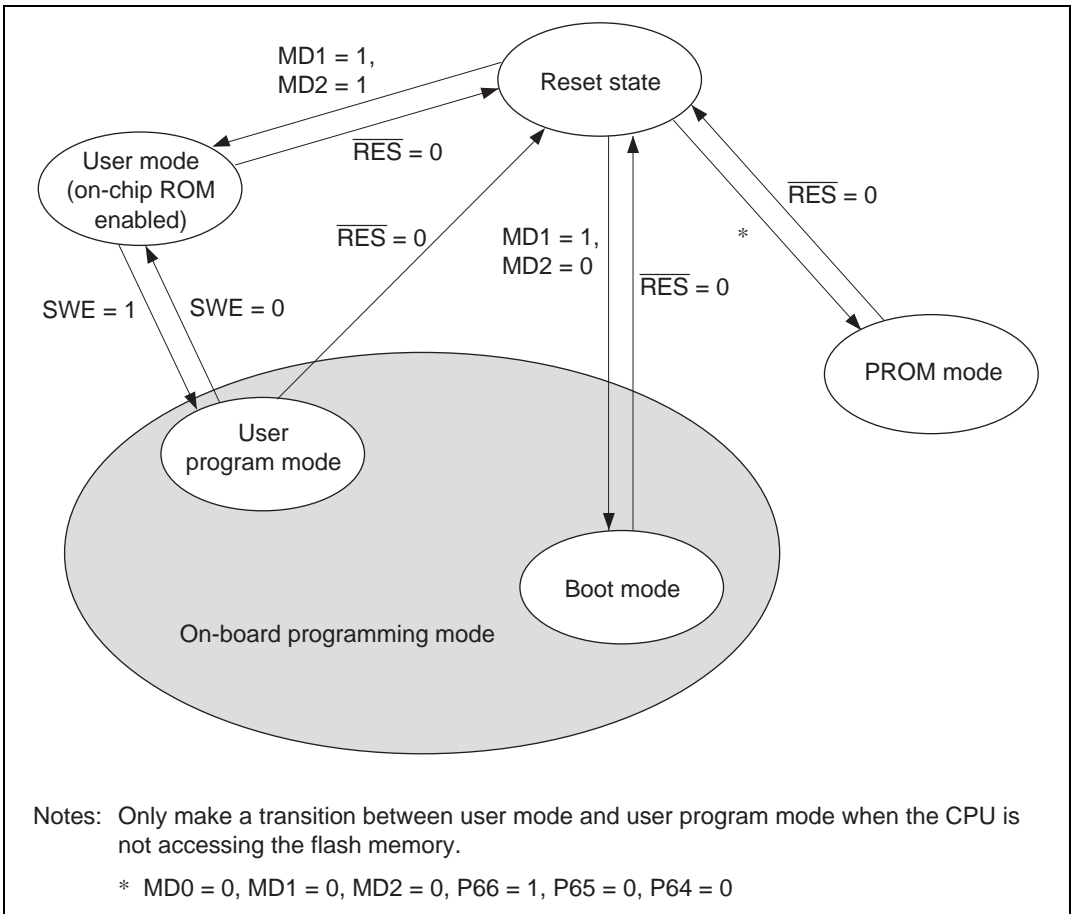 Reset state
MD1 = 1,
MD2 = 1
RES = 0
User mode
(on-chip ROM
enabled)
RES = 0
MD1 = 1,
MD2 = 0
RES = 0
*
RES = 0
SWE = 1
SWE = 0
PROM mode
User
program mode
Boot mode
On-board programming mode
Notes: Only make a transition between user mode and user program mode when the CPU is
not accessing the flash memory.
* MD0 = 0, MD1 = 0, MD2 = 0, P66 = 1, P65 = 0, P64 = 0